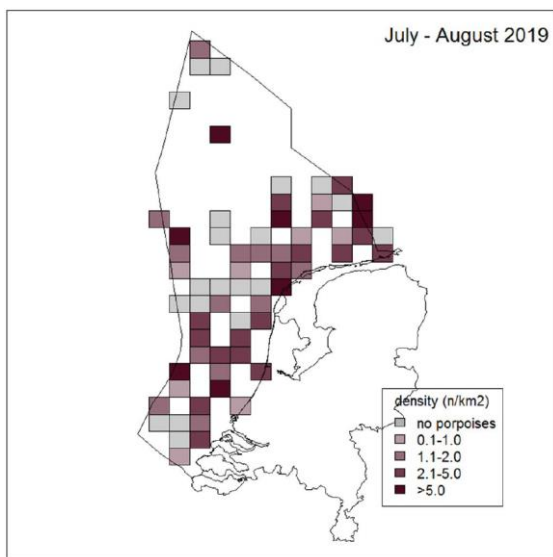 July - August 2019
density (n/km2)
no porpoises
0.1-1.0
1.1-2.0
2.1-5.0
>5.0